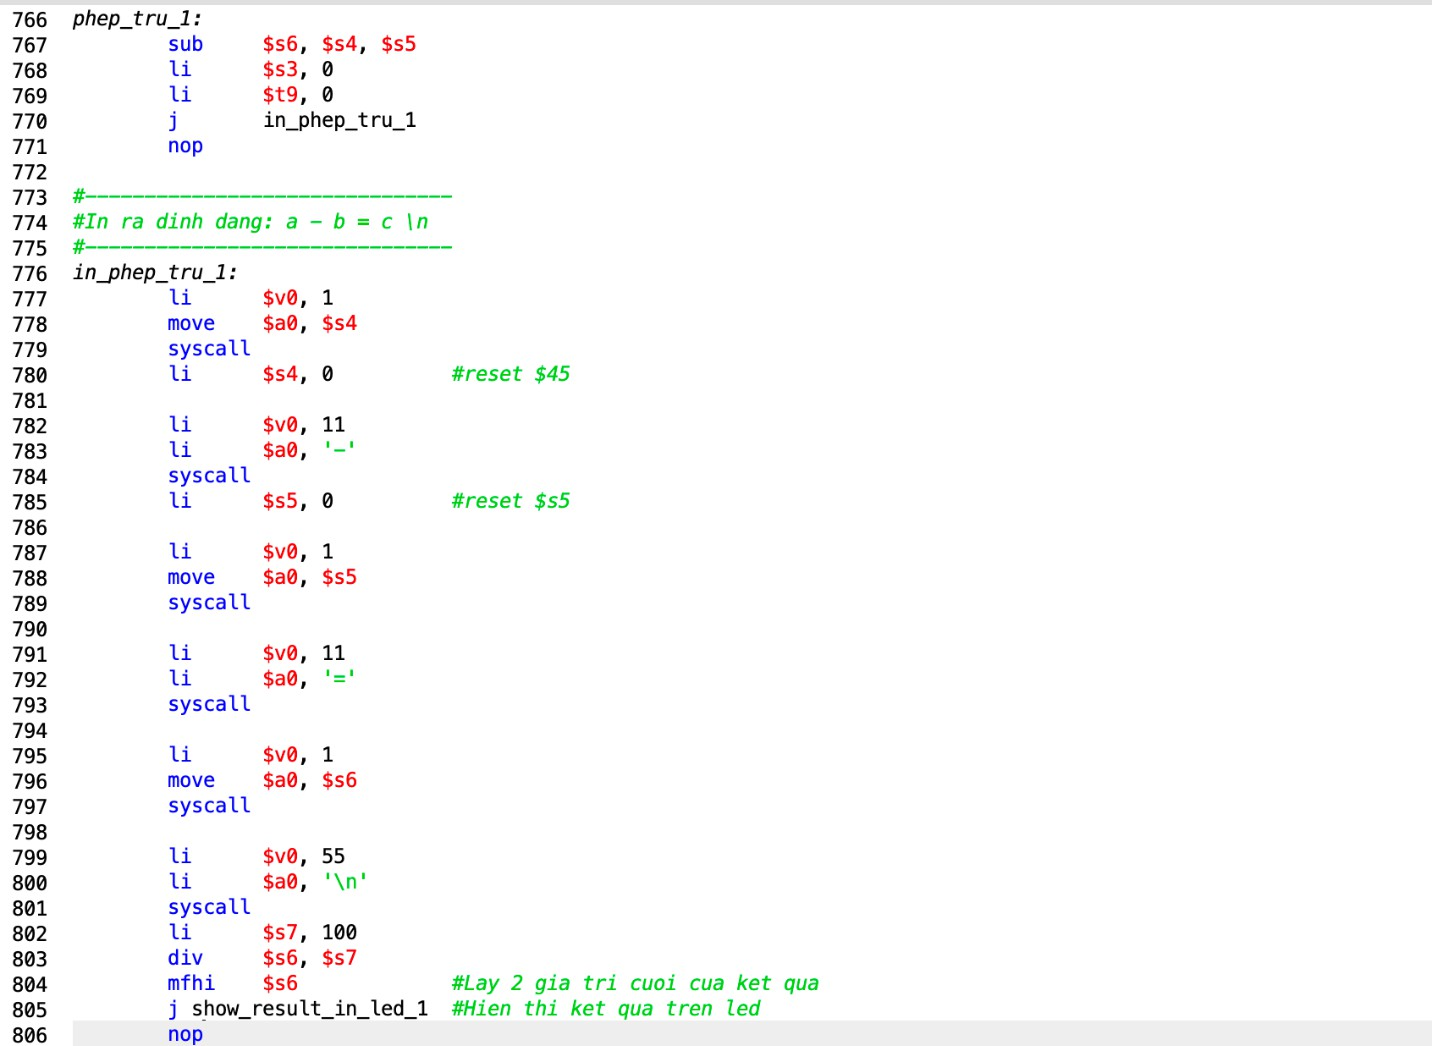 766 phep_tru_1:
767 sub $s6, $s4, $s5
768 li $s3, 0
769 li $t9, 0
770 j in_phep_tru_1
771 nop
772
773 #-------------------------------
774 #In ra dinh dang: a - b = c \n
775 #-------------------------------
776 in_phep_tru_1:
777 li $v0, 1
778 move $a0, $s4
779 syscall
780 li $s4, 0 #reset $45
781
782 li $v0, 11
783 li $a0, '-'
784 syscall
785 li $s5, 0 #reset $s5
786
787 li $v0, 1
788 move $a0, $s5
789 syscall
790
791 li $v0, 11
792 li $a0, '='
793 syscall
794
795 li $v0, 1
796 move $a0, $s6
797 syscall
798
799 li $v0, 55
800 li $a0, '\n'
801 syscall
802 li $s7, 100
803 div $s6, $s7
804 mfhi $s6 #Lay 2 gia tri cuoi cua ket qua
805 j show_result_in_led_1 #Hien thi ket qua tren led
806 nop